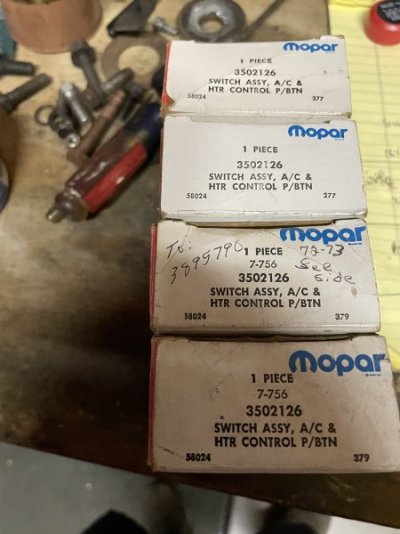 Mopar
1 PIECE
3502126
SWITCH ASSY, A/C &
HTR CONTROL P/BTN
58024 277
Mopar
1 PIECE
3502126
SWITCH ASSY, A/C &
HTR CONTROL P/BTN
58024 277
Mopar
To: 1 PIECE 72-73
3895790 7-756 See
3502126 side
SWITCH ASSY, A/C &
HTR CONTROL P/BTN
58024 379
Mopar
1 PIECE
7-756
3502126
SWITCH ASSY, A/C &
HTR CONTROL P/BTN
58024 379